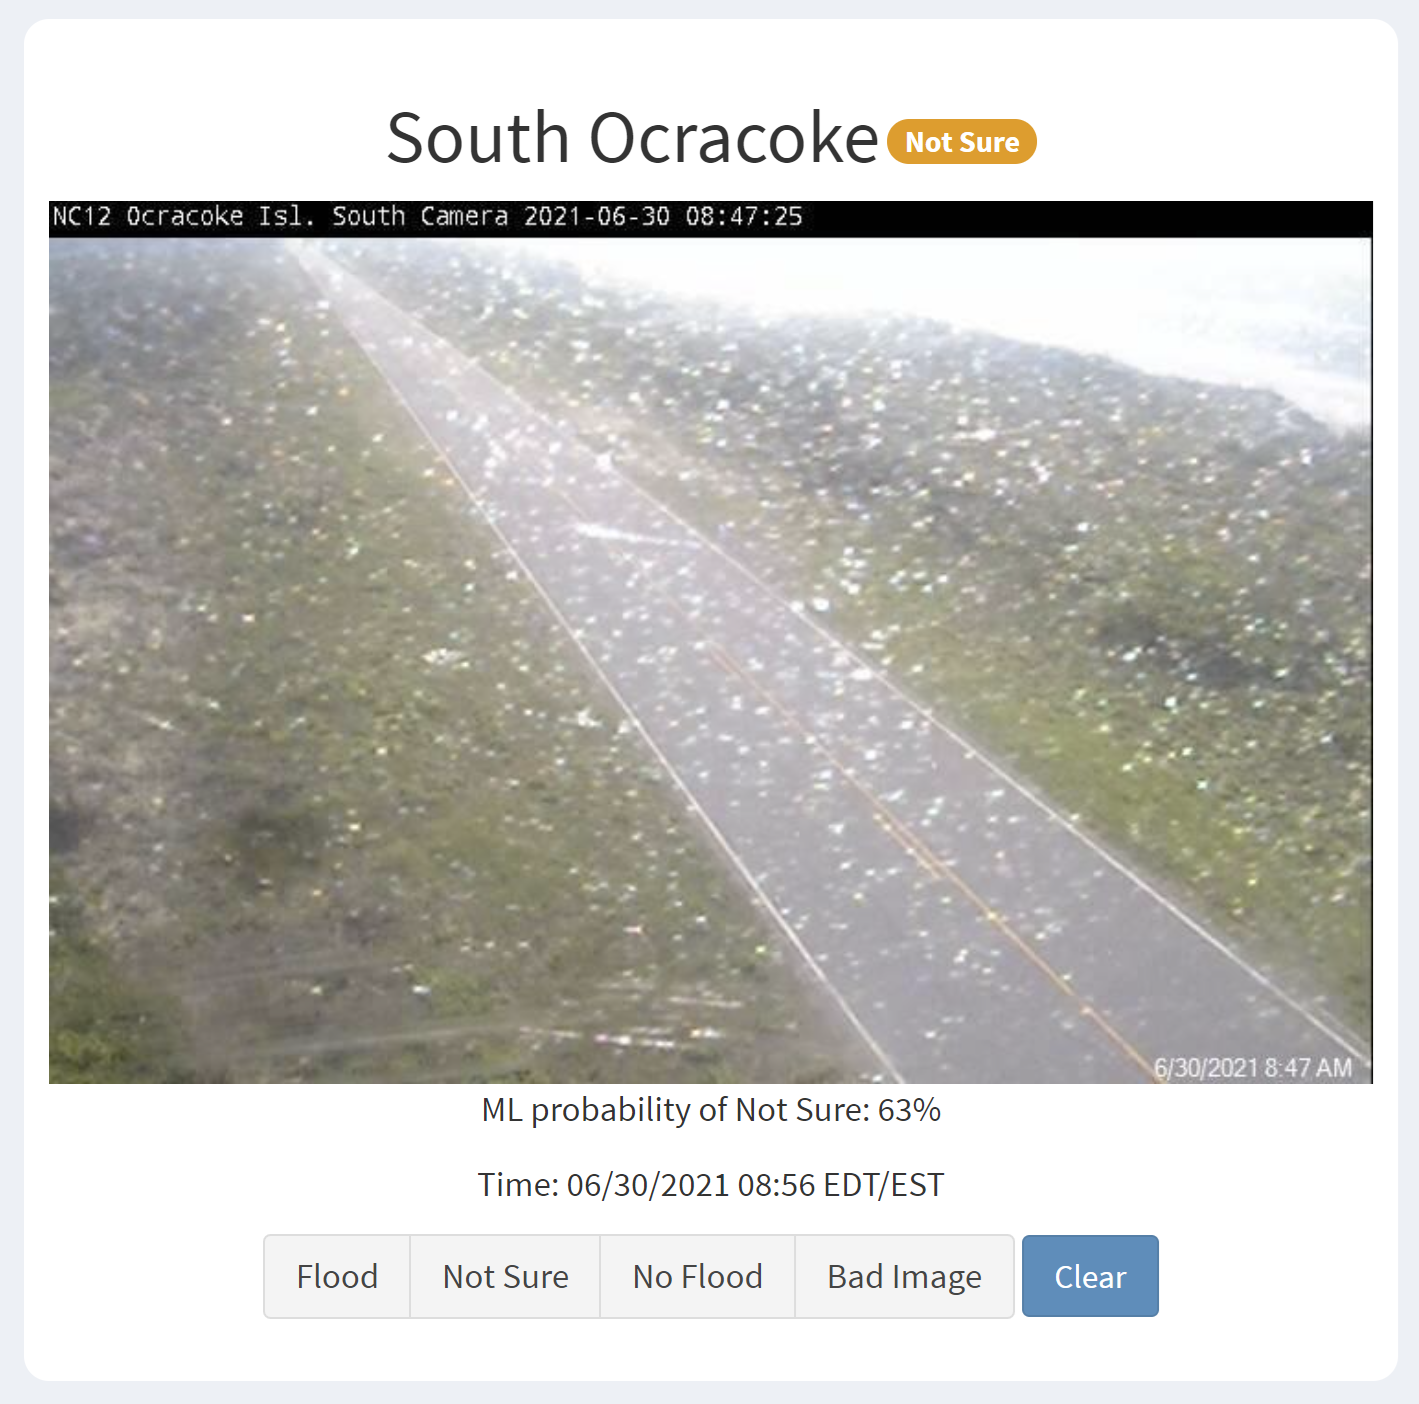 South Ocracoke Not Sure
NC12 Ocracoke Isl. South Camera 2021-06-30 08:47:25
6/30/2021 8:47 AM
ML probability of Not Sure: 63%
Time: 06/30/2021 08:56 EDT/EST
Flood Not Sure No Flood Bad Image Clear